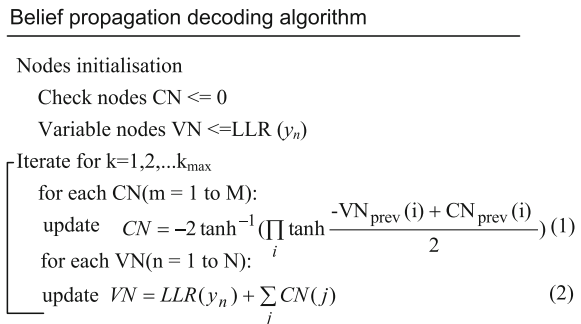 Belief propagation decoding algorithm
Nodes initialisation
Check nodes CN <= 0
Variable nodes VN <=LLR (yₙ)
Iterate for k=1,2,...kₘₐₓ
for each CN(m = 1 to M):
update CN = −2 tanh⁻¹(∏ᵢ tanh (-VN_prev (i) + CN_prev (i))/2 ) (1)
for each VN(n = 1 to N):
update VN = LLR(yₙ) + ∑ⱼ CN(j) (2)